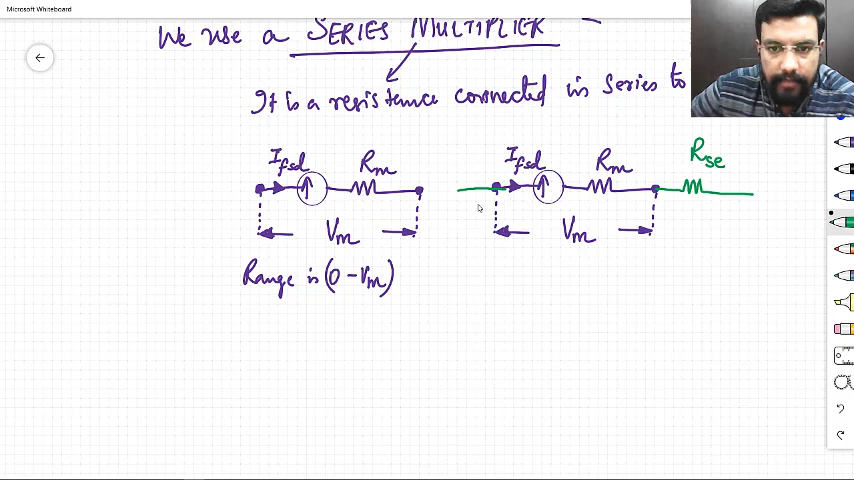 Microsoft Whiteboard
We use a SERIES MULTIPLIER -
It is a resistance connected in series to
Ifsd Rm Ifsd Rm Rse
Vm Vm
Range is (0 - Vm)